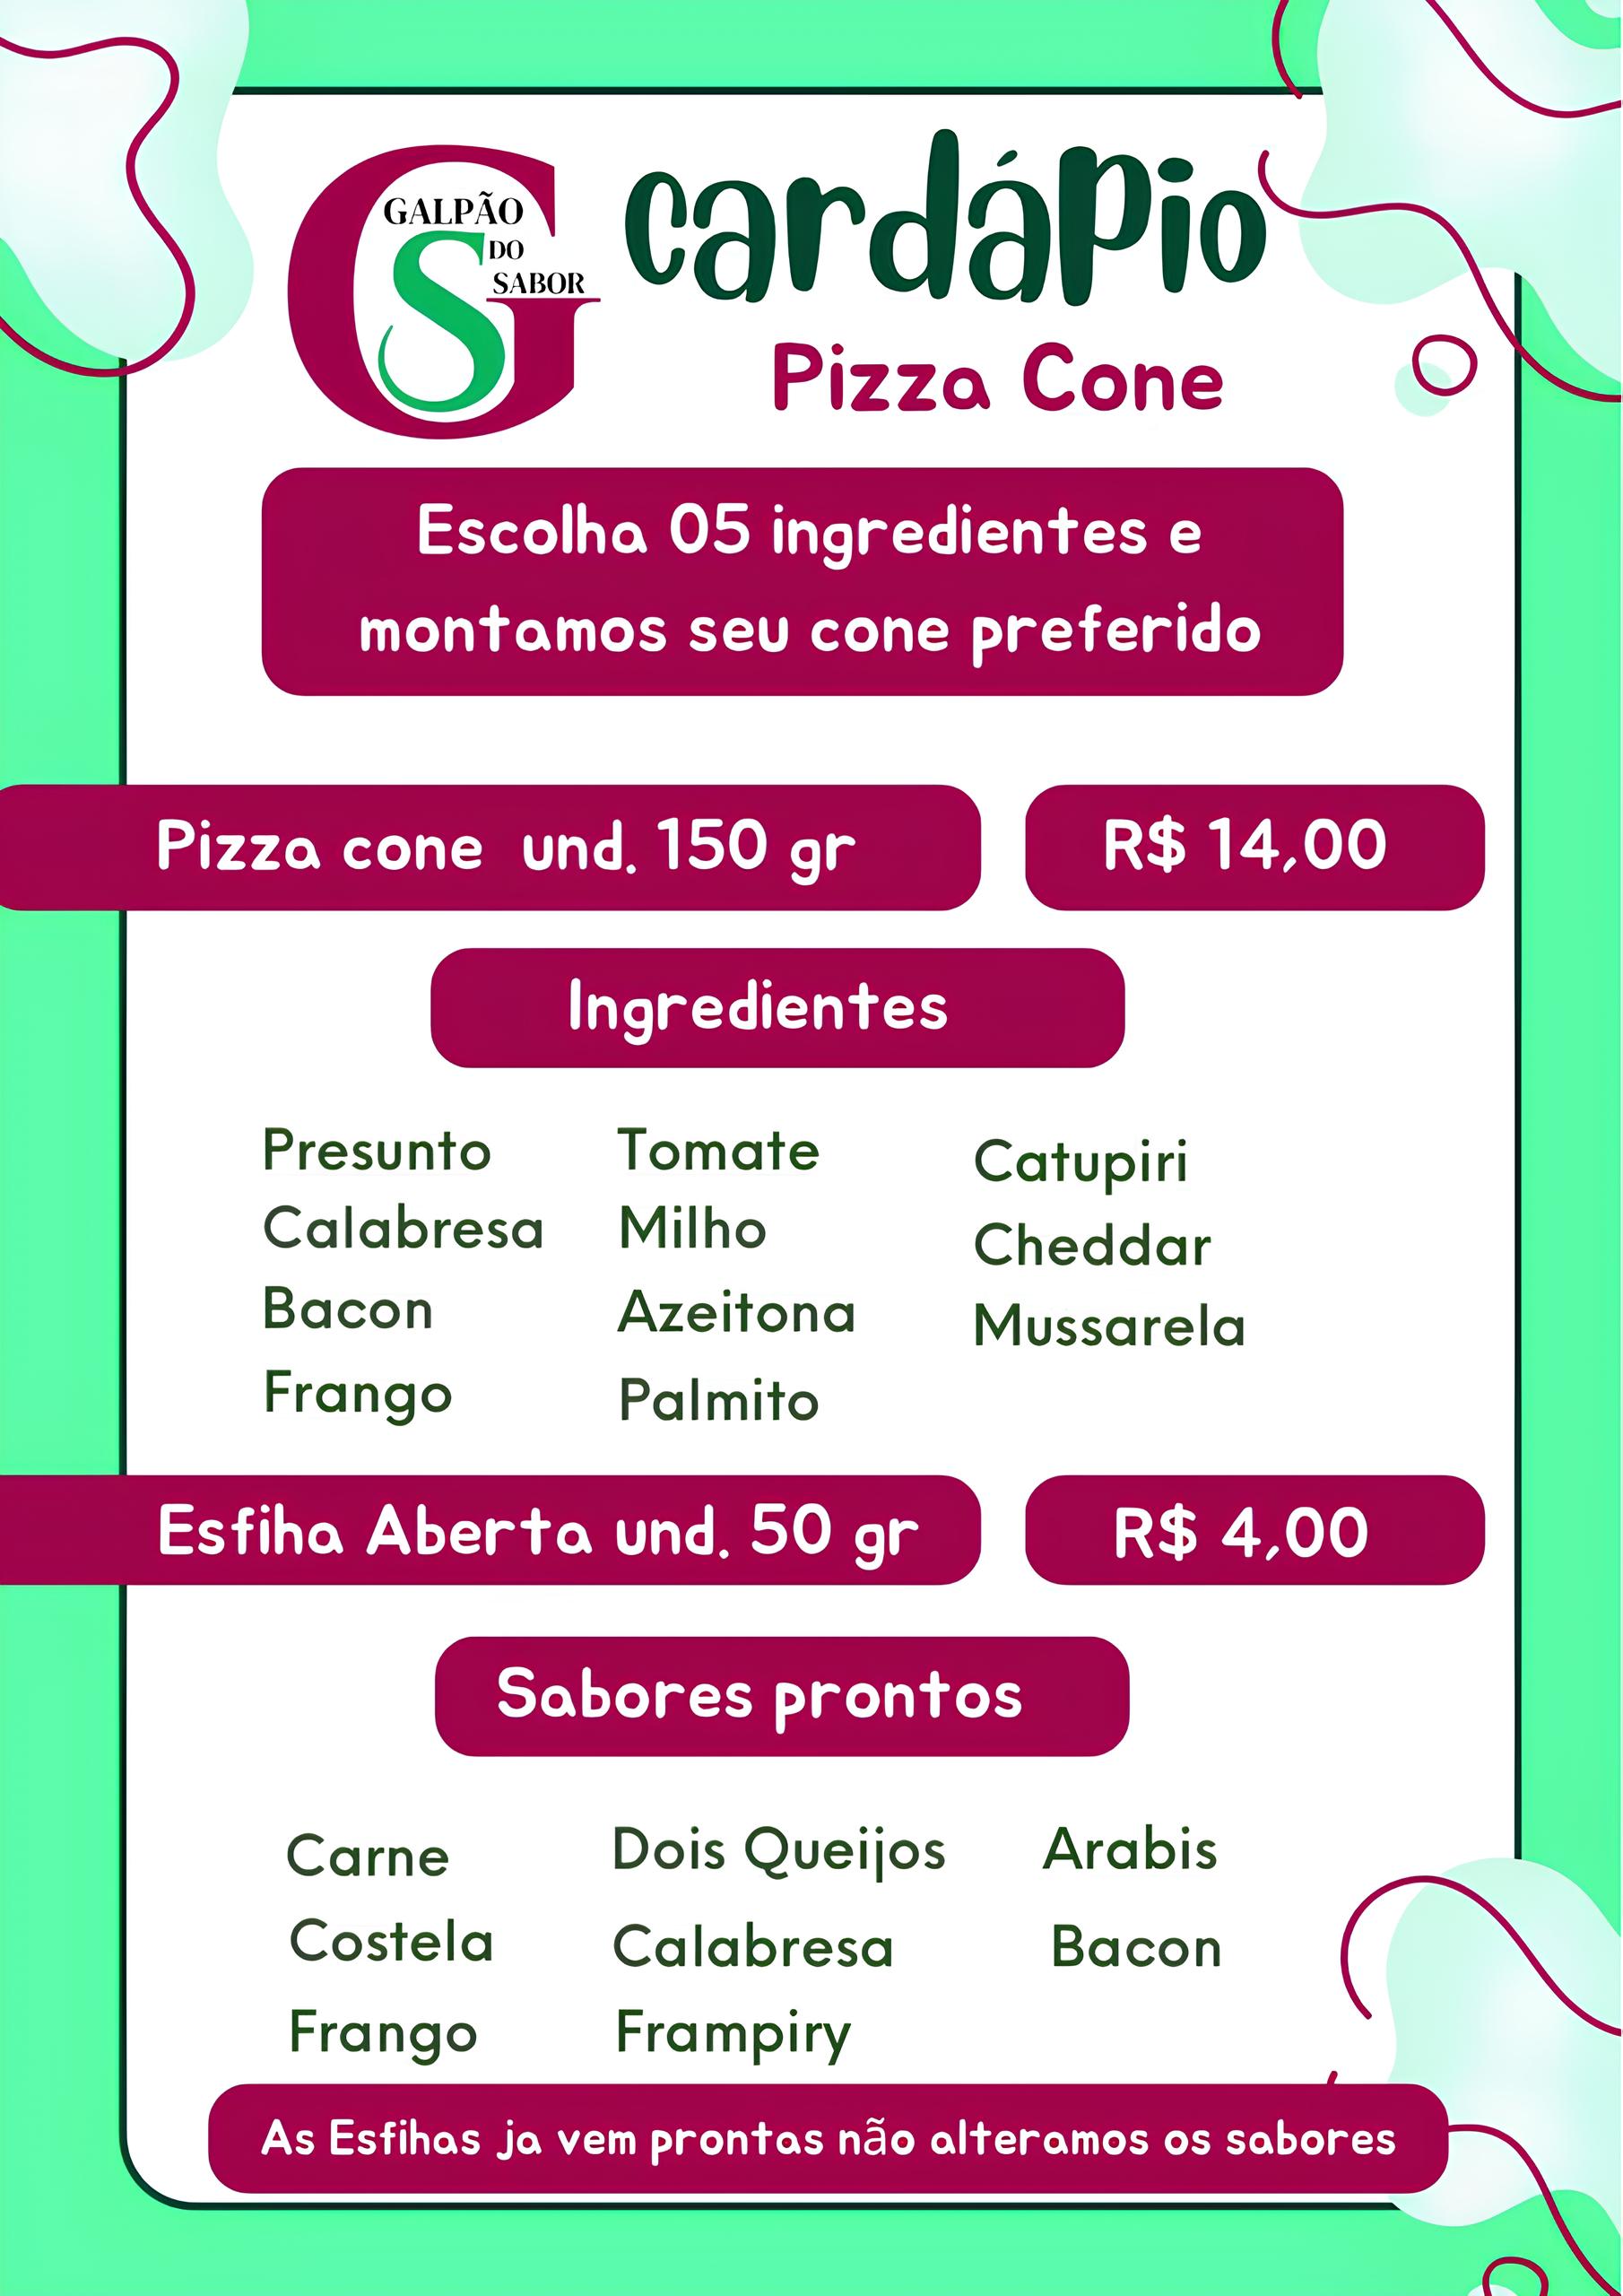 GALPÃO
DO
SABOR
S
G
cardápio
Pizza Cone
Escolha 05 ingredientes e
montamos seu cone preferido
Pizza cone und. 150 gr
R$ 14,00
Ingredientes
Presunto
Calabresa
Bacon
Frango
Tomate
Milho
Azeitona
Palmito
Catupiri
Cheddar
Mussarela
Esfiha Aberta und. 50 gr
R$ 4,00
Sabores prontos
Carne
Costela
Frango
Dois Queijos
Calabresa
Frampiry
Arabis
Bacon
As Esfihas ja vem prontas não alteramos os sabores